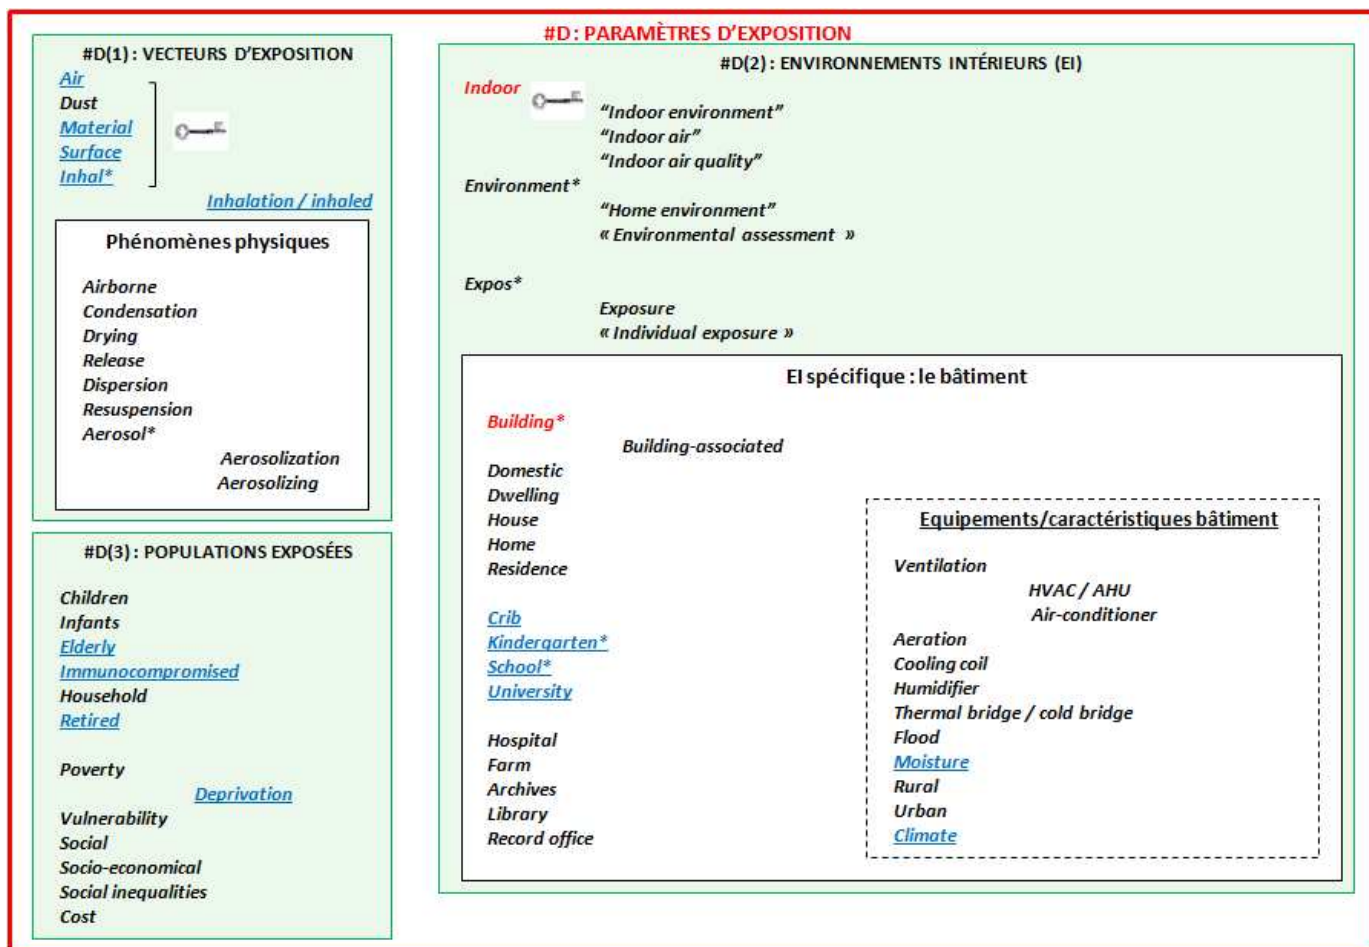 #D : PARAMÈTRES D'EXPOSITION
#D(1) : VECTEURS D'EXPOSITION
Air
Dust
Material
Surface
Inhal*
Inhalation / inhaled
Phénomènes physiques
Airborne
Condensation
Drying
Release
Dispersion
Resuspension
Aerosol*
Aerosolization
Aerosolizing
#D(3) : POPULATIONS EXPOSÉES
Children
Infants
Elderly
Immunocompromised
Household
Retired
Poverty
Deprivation
Vulnerability
Social
Socio-economical
Social inequalities
Cost
#D(2) : ENVIRONNEMENTS INTÉRIEURS (EI)
Indoor
“Indoor environment”
“Indoor air”
“Indoor air quality”
Environment*
“Home environment”
« Environmental assessment »
Expos*
Exposure
« Individual exposure »
EI spécifique : le bâtiment
Building*
Building-associated
Domestic
Dwelling
House
Home
Residence
Crib
Kindergarten*
School*
University
Hospital
Farm
Archives
Library
Record office
Equipements/caractéristiques bâtiment
Ventilation
HVAC / AHU
Air-conditioner
Aeration
Cooling coil
Humidifier
Thermal bridge / cold bridge
Flood
Moisture
Rural
Urban
Climate